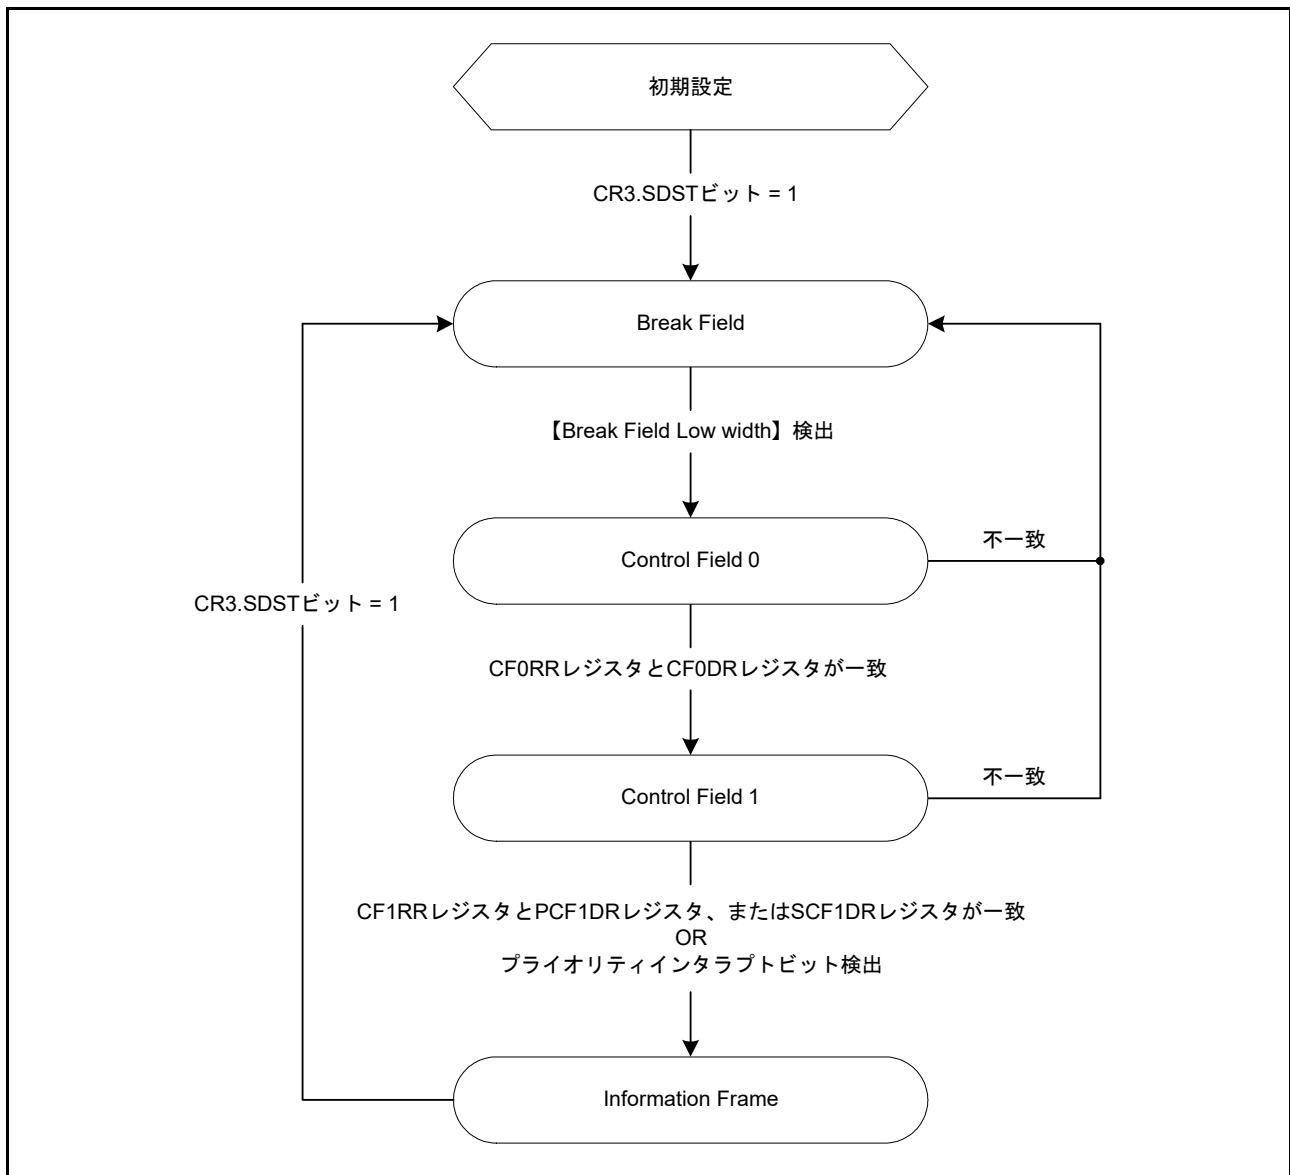 初期設定
CR3.SDSTビット = 1
Break Field
【Break Field Low width】検出
Control Field 0
不一致
CR3.SDSTビット = 1
CF0RRレジスタとCF0DRレジスタが一致
Control Field 1
不一致
CF1RRレジスタとPCF1DRレジスタ、またはSCF1DRレジスタが一致
OR
プライオリティインタラプトビット検出
Information Frame